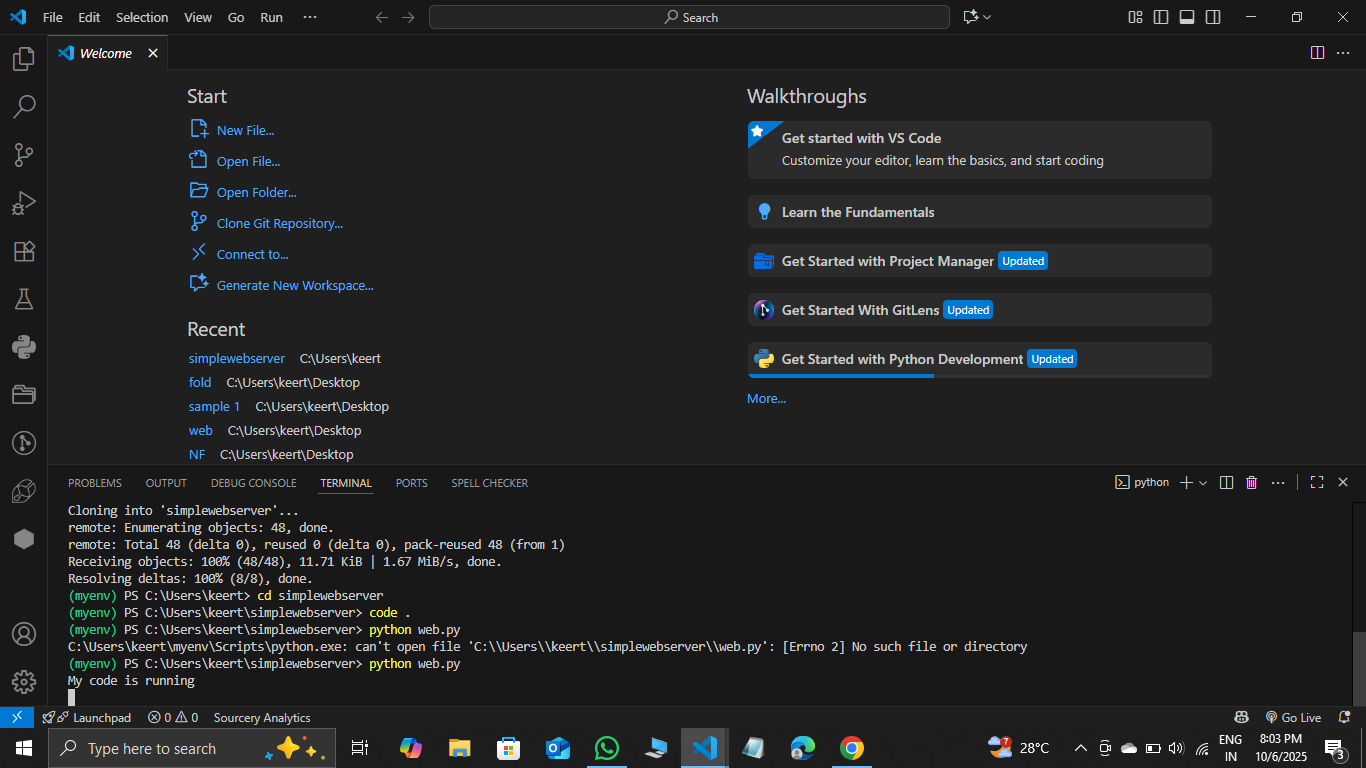 File Edit Selection View Go Run ...
Search
Welcome
Start
New File...
Open File...
Open Folder...
Clone Git Repository...
Connect to...
Generate New Workspace...
Recent
simplewebserver C:\Users\keert
fold C:\Users\keert\Desktop
sample 1 C:\Users\keert\Desktop
web C:\Users\keert\Desktop
NF C:\Users\keert\Desktop
Walkthroughs
Get started with VS Code
Customize your editor, learn the basics, and start coding
Learn the Fundamentals
Get Started with Project Manager Updated
Get Started With GitLens Updated
Get Started with Python Development Updated
More...
PROBLEMS OUTPUT DEBUG CONSOLE TERMINAL PORTS SPELL CHECKER
python
Cloning into 'simplewebserver'...
remote: Enumerating objects: 48, done.
remote: Total 48 (delta 0), reused 0 (delta 0), pack-reused 48 (from 1)
Receiving objects: 100% (48/48), 11.71 KiB | 1.67 MiB/s, done.
Resolving deltas: 100% (8/8), done.
(myenv) PS C:\Users\keert> cd simplewebserver
(myenv) PS C:\Users\keert\simplewebserver> code .
(myenv) PS C:\Users\keert\simplewebserver> python web.py
C:\Users\keert\myenv\Scripts\python.exe: can't open file 'C:\\Users\\keert\\simplewebserver\\web.py': [Errno 2] No such file or directory
(myenv) PS C:\Users\keert\simplewebserver> python web.py
My code is running
Launchpad 0 0 Sourcery Analytics
Go Live
Type here to search
7
28°C
ENG
IN
8:03 PM
10/6/2025
3